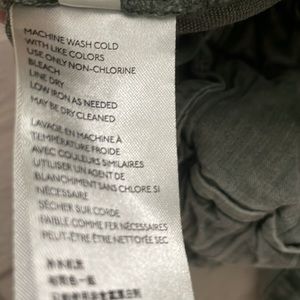 MACHINE WASH COLD
WITH LIKE COLORS
USE ONLY NON-CHLORINE
BLEACH
LINE DRY
LOW IRON AS NEEDED
MAY BE DRY CLEANED
LAVAGE EN MACHINE À
TEMPÉRATURE FROIDE
AVEC COULEURS SIMILAIRES
UTILISER UN AGENT DE
BLANCHIMENT SANS CHLORE SI
NÉCESSAIRE
SÉCHER SUR CORDE
FAIBLE COMME FER NÉCESSAIRES
PEUT-ÊTRE ÊTRE NETTOYÉ SEC